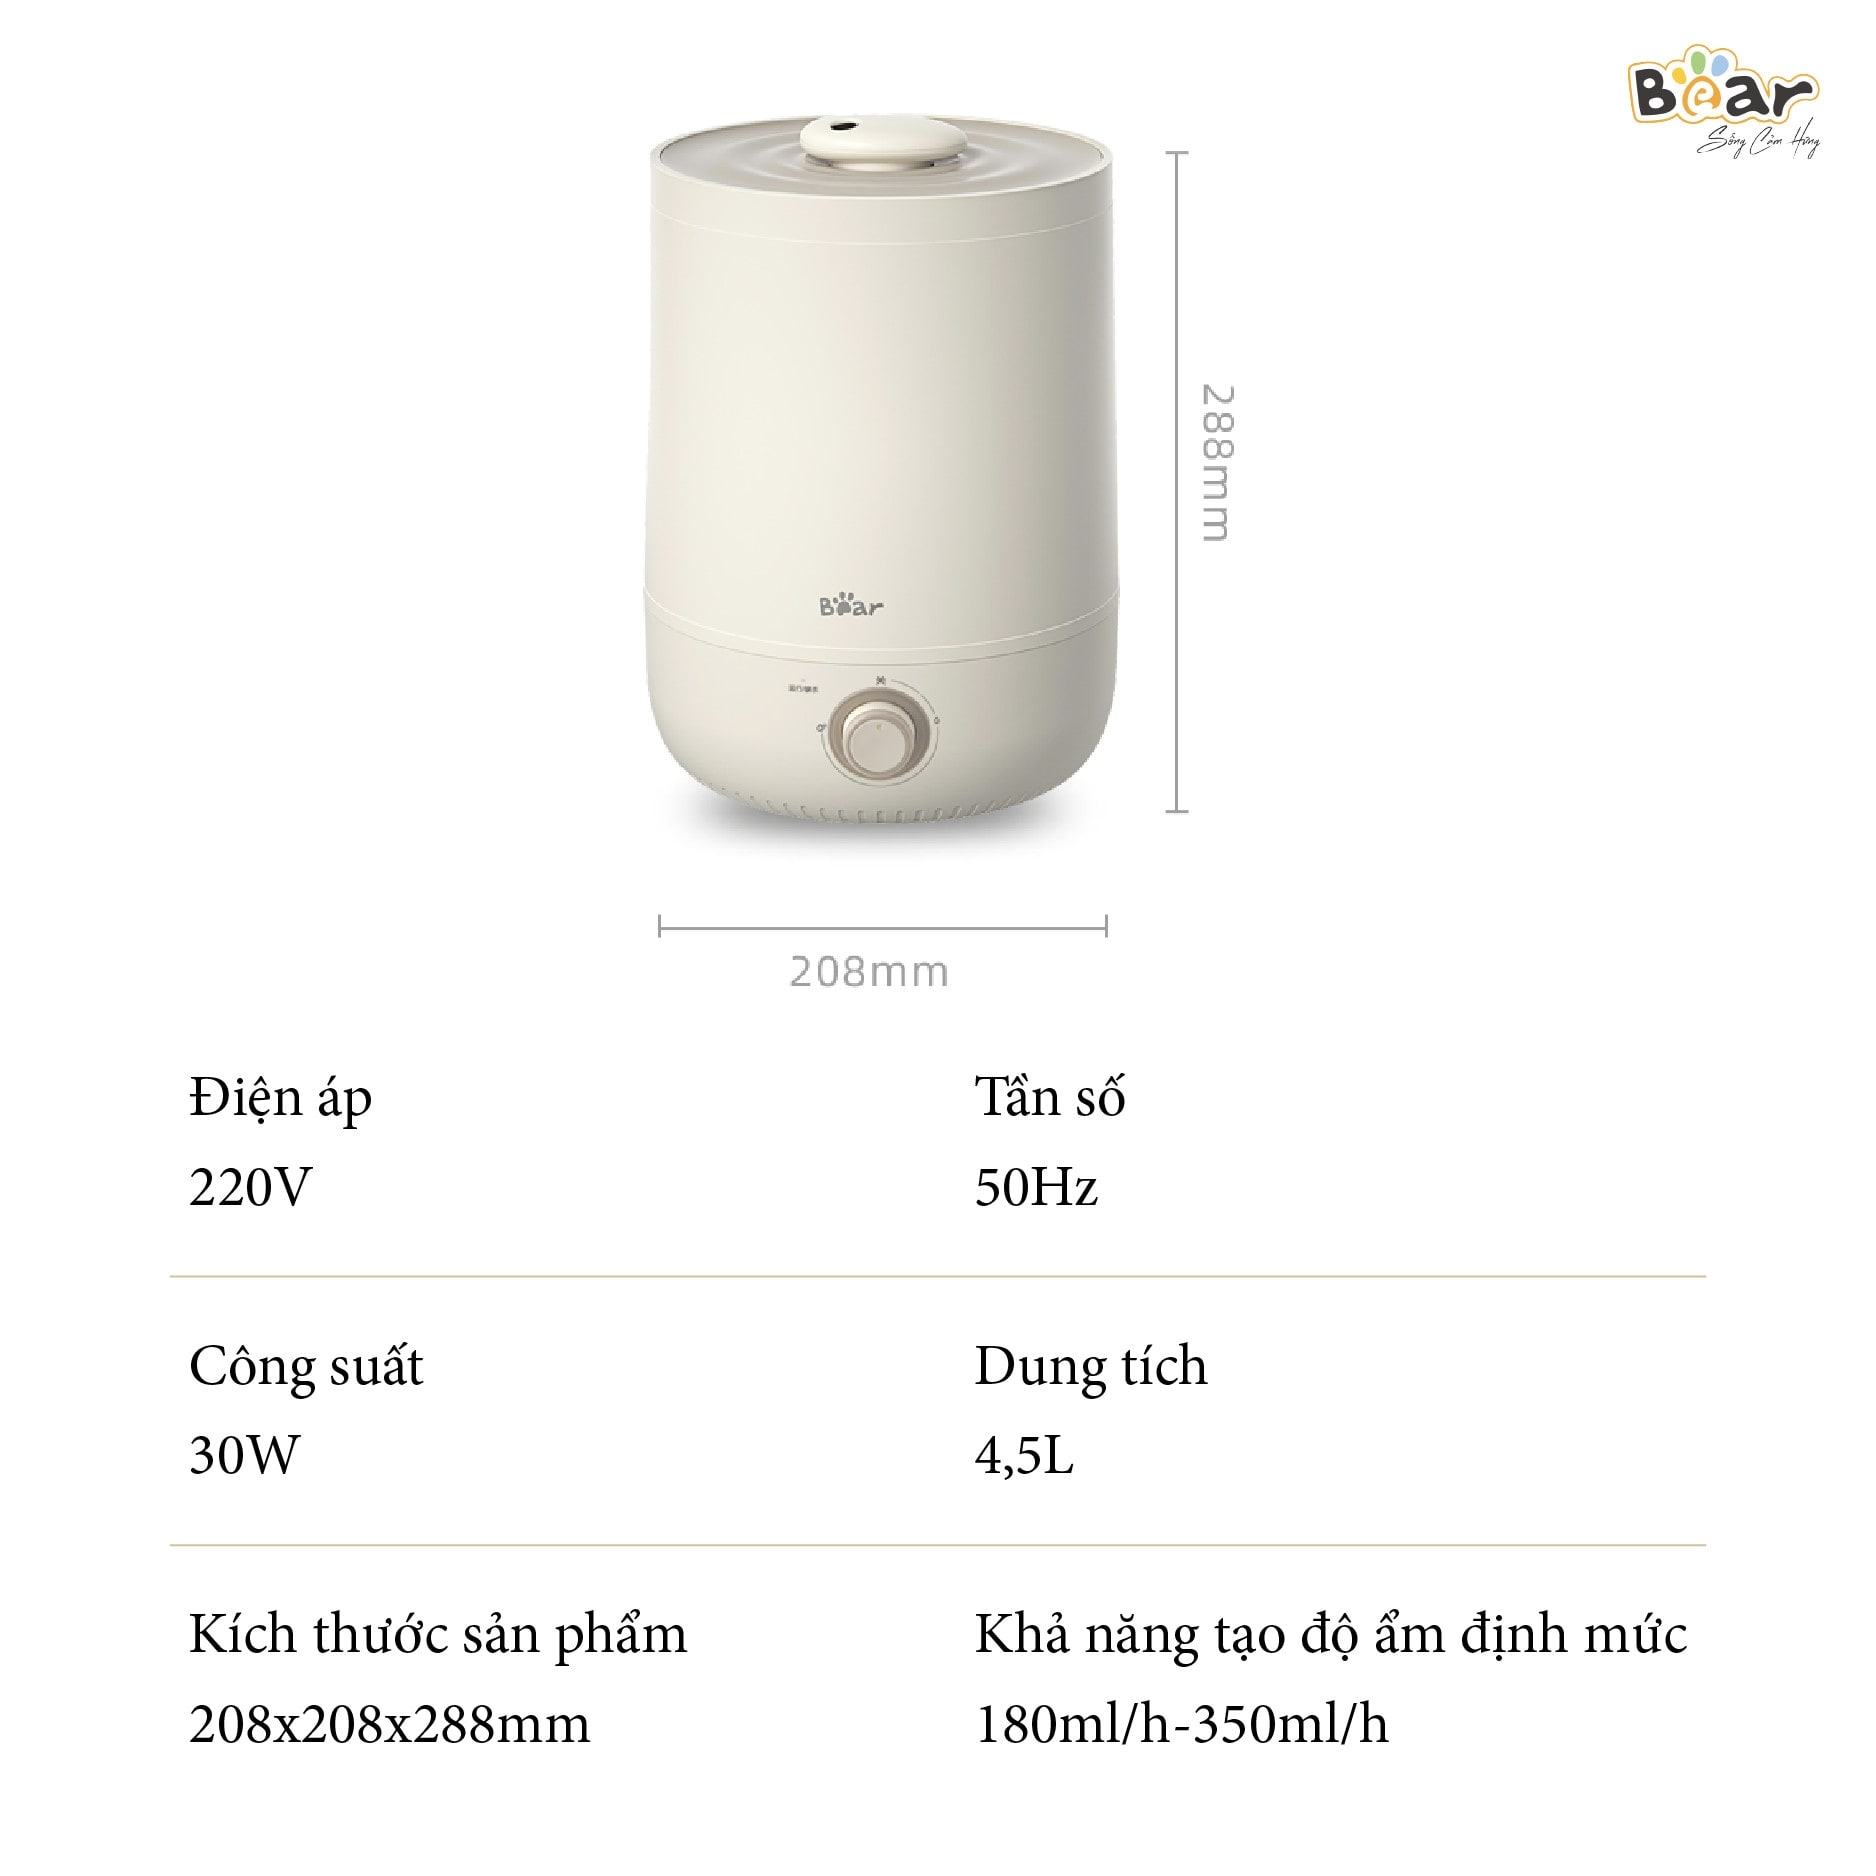 Bear
Sống Cảm Hứng
288mm
Bear
208mm
Điện áp
Tần số
220V
50Hz
Công suất
Dung tích
30W
4,5L
Kích thước sản phẩm
Khả năng tạo độ ẩm định mức
208x208x288mm
180ml/h-350ml/h